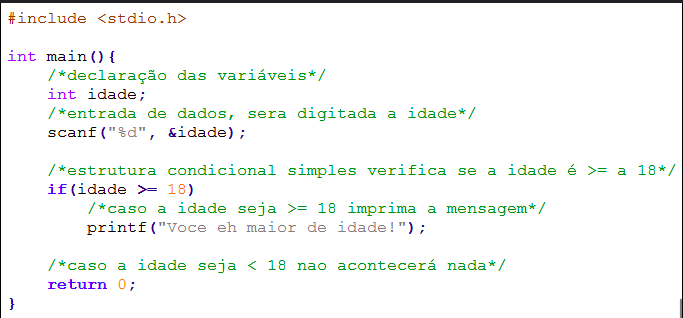 #include <stdio.h>
int main(){
/*declaração das variáveis*/
int idade;
/*entrada de dados, sera digitada a idade*/
scanf("%d", &idade);
/*estrutura condicional simples verifica se a idade é >= a 18*/
if(idade >= 18)
/*caso a idade seja >= 18 imprima a mensagem*/
printf("Voce eh maior de idade!");
/*caso a idade seja < 18 nao acontecerá nada*/
return 0;
}